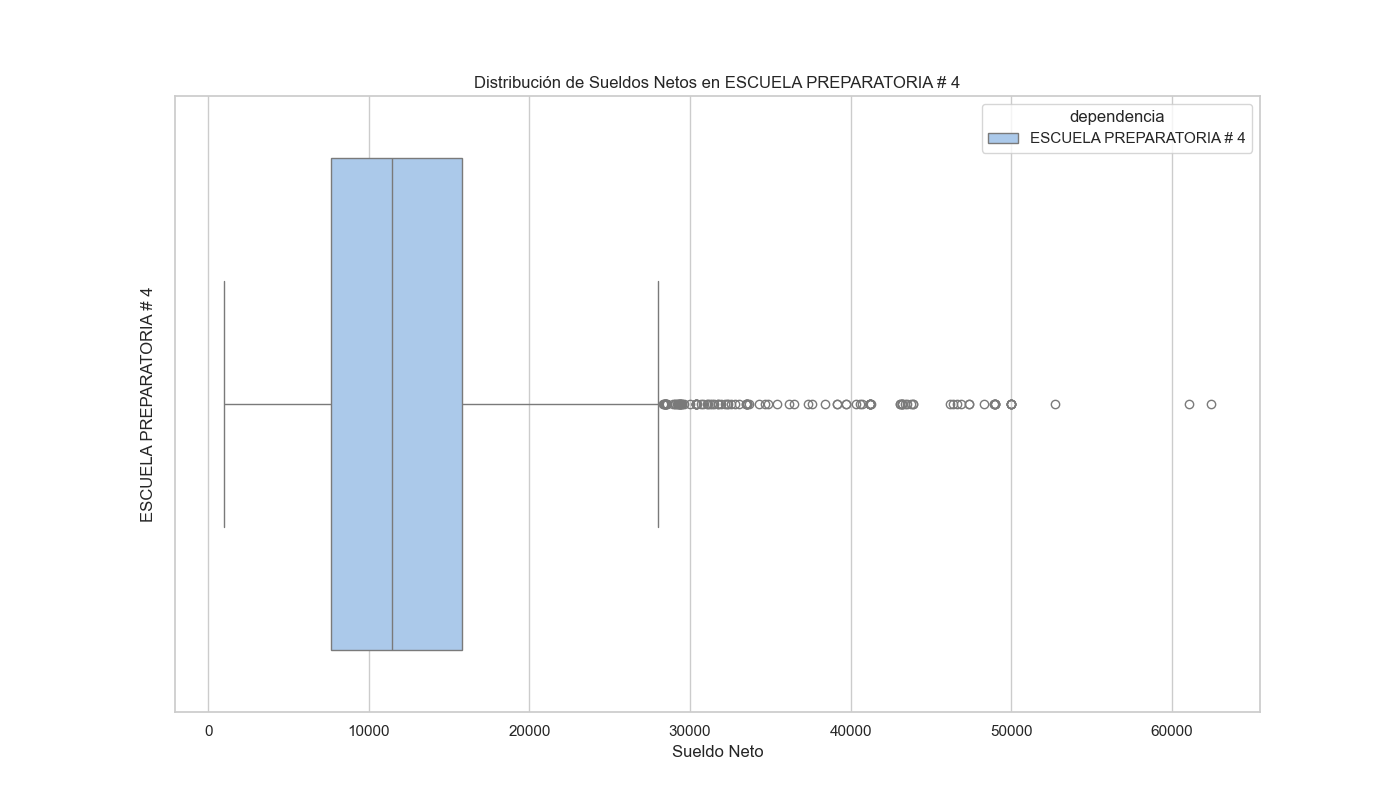 Distribución de Sueldos Netos en ESCUELA PREPARATORIA # 4
dependencia
ESCUELA PREPARATORIA # 4
ESCUELA PREPARATORIA # 4
0
10000
20000
30000
40000
50000
60000
Sueldo Neto